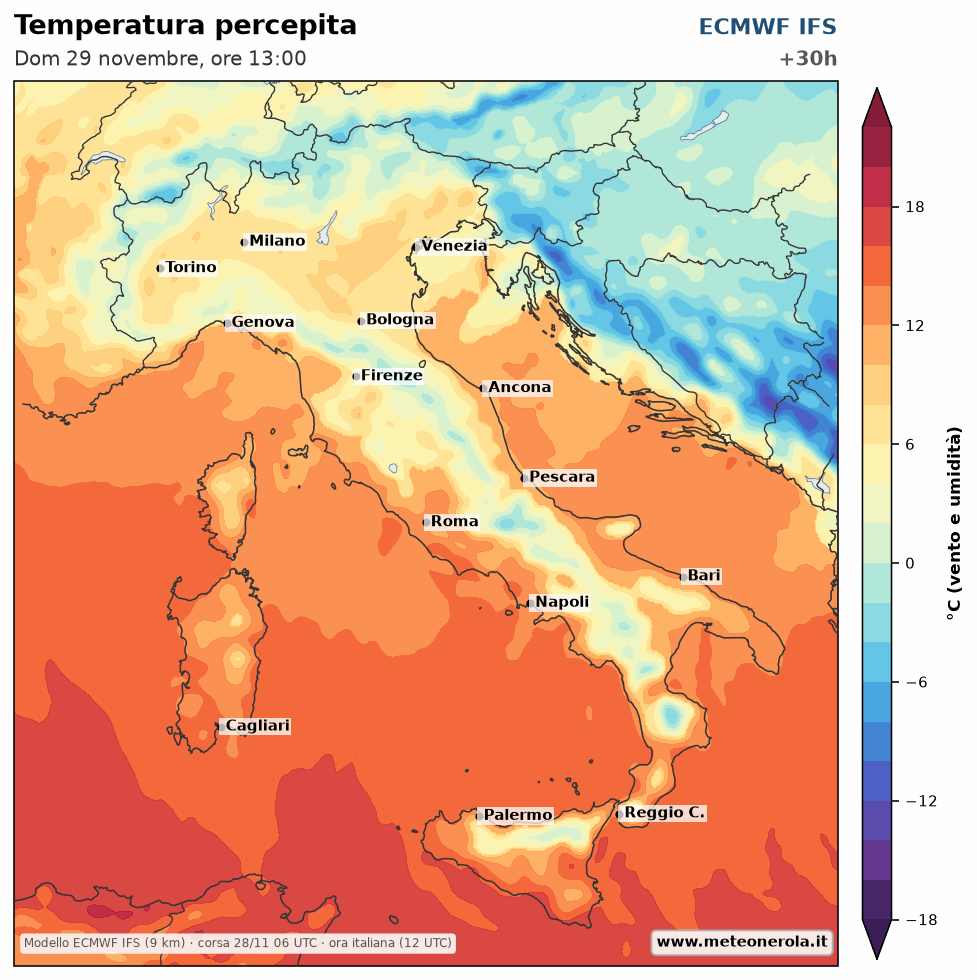 Temperatura percepita
ECMWF IFS
Dom 29 novembre, ore 13:00
+30h
Milano
Venezia
Torino
Genova
Bologna
Firenze
Ancona
Pescara
Roma
Bari
Napoli
Cagliari
Palermo
Reggio C.
18
12
6
0
−6
−12
−18
°C (vento e umidità)
Modello ECMWF IFS (9 km) · corsa 28/11 06 UTC · ora italiana (12 UTC)
www.meteonerola.it